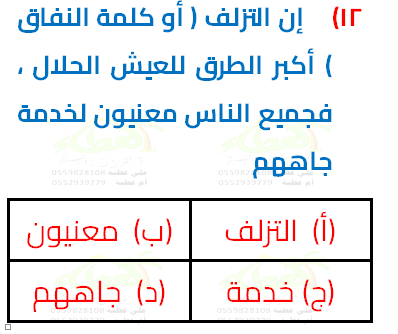 ١٢) إن التزلف ( أو كلمة النفاق
) أكبر الطرق للعيش الحلال ،
فجميع الناس معنيون لخدمة
جاههم
(أ) التزلف (ب) معنيون
(ج) خدمة (د) جاههم